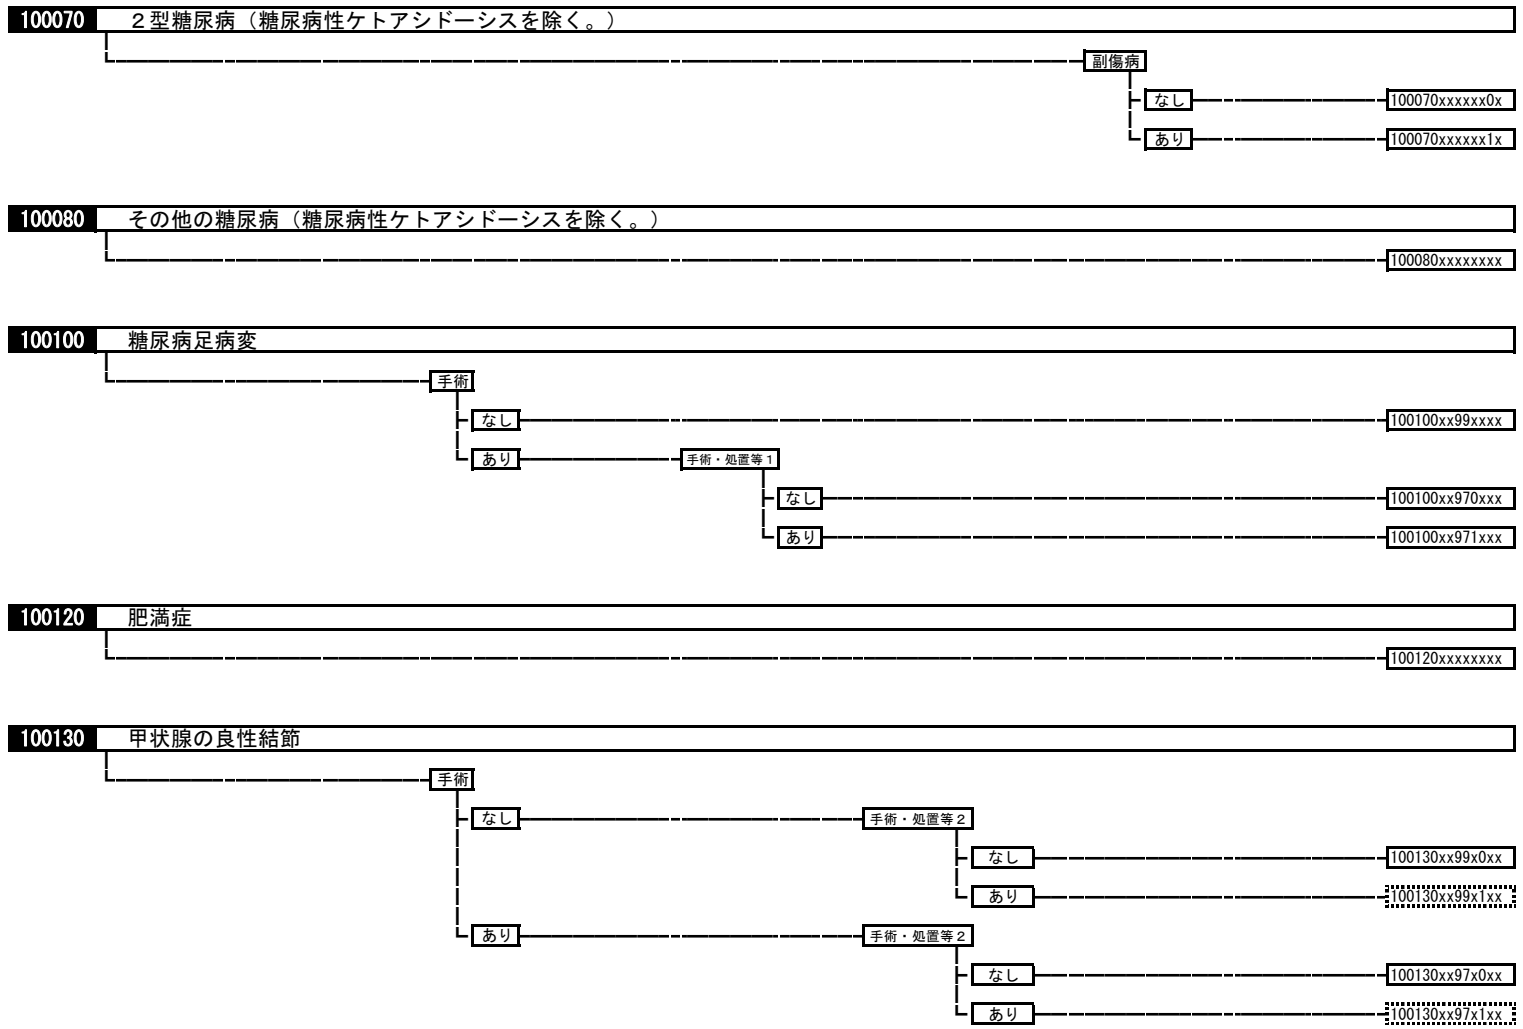 100070 ２型糖尿病（糖尿病性ケトアシドーシスを除く。）
副傷病
なし 100070xxxxxx0x
あり 100070xxxxxx1x
100080 その他の糖尿病（糖尿病性ケトアシドーシスを除く。）
100080xxxxxxxx
100100 糖尿病足病変
手術
なし 100100xx99xxxx
あり 手術・処置等１
なし 100100xx970xxx
あり 100100xx971xxx
100120 肥満症
100120xxxxxxxx
100130 甲状腺の良性結節
手術
なし 手術・処置等２
なし 100130xx99x0xx
あり 100130xx99x1xx
あり 手術・処置等２
なし 100130xx97x0xx
あり 100130xx97x1xx